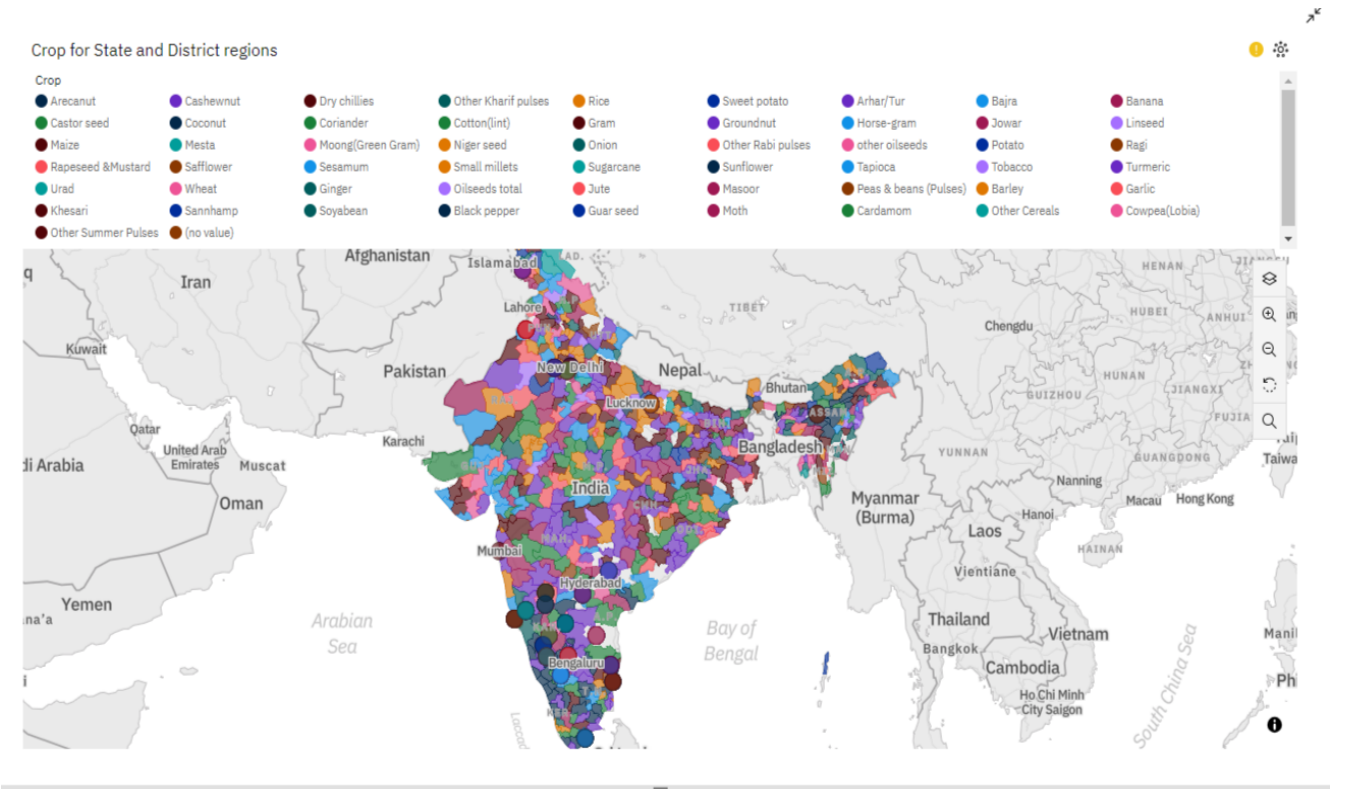 Crop for State and District regions
Crop
Arecanut Cashewnut Dry chillies Other Kharif pulses Rice Sweet potato Arhar/Tur Bajra Banana
Castor seed Coconut Coriander Cotton(lint) Gram Groundnut Horse-gram Jowar Linseed
Maize Mesta Moong(Green Gram) Niger seed Onion Other Rabi pulses other oilseeds Potato Ragi
Rapeseed &Mustard Safflower Sesamum Small millets Sugarcane Sunflower Tapioca Tobacco Turmeric
Urad Wheat Ginger Oilseeds total Jute Masoor Peas & beans (Pulses) Barley Garlic
Khesari Sannhamp Soyabean Black pepper Guar seed Moth Cardamom Other Cereals Cowpea(Lobia)
Other Summer Pulses (no value)
Afghanistan
Islamabad
HENAN
Iran
Lahore
TIBET
HUBEI
ANHUI
Chengdu
Kuwait
Pakistan
New Delhi
Nepal
Bhutan
HUNAN
JIANGXI
GUIZHOU
Lucknow
ASSAM
FUJIA
Qatar
Karachi
Bangladesh
United Arab
Emirates
Muscat
di Arabia
YUNNAN
GUANGDONG
Taiwa
Oman
India
Nanning
Myanmar
(Burma)
Macau
Hong Kong
CHH.
Hanoi
Laos
MAH.
HAINAN
Mumbai
Hyderabad
Vientiane
Yemen
na'a
Arabian
Sea
Bay of
Bengal
Thailand
Vietnam
Manil
Bangkok
Bengaluru
Cambodia
Ph
Ho Chi Minh
City Saigon
South China Sea
Laccad